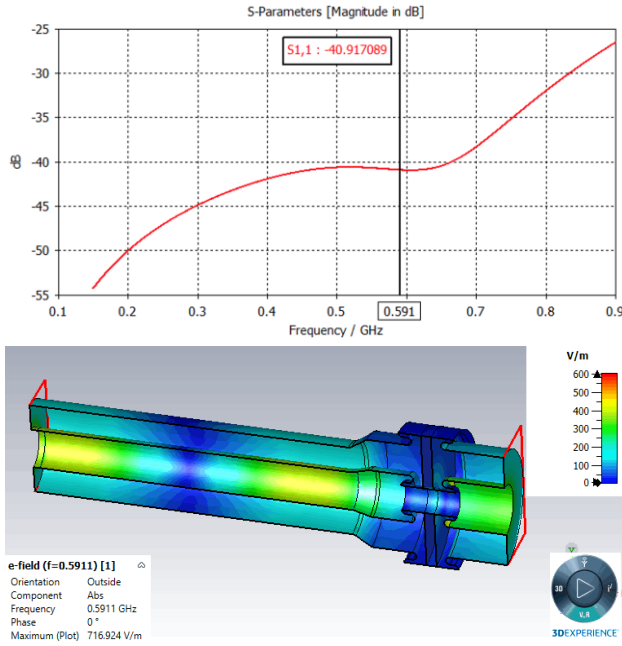 S-Parameters [Magnitude in dB]
-25
S1,1 : -40.917089
-30
-35
dB
-40
-45
-50
-55
0.1 0.2 0.3 0.4 0.5 0.591 0.7 0.8 0.9
Frequency / GHz
V/m
600
500
400
300
200
100
0
e-field (f=0.5911) [1]
Orientation Outside
Component Abs
Frequency 0.5911 GHz
Phase 0 °
Maximum (Plot) 716.924 V/m
3D
V.R
3DEXPERIENCE